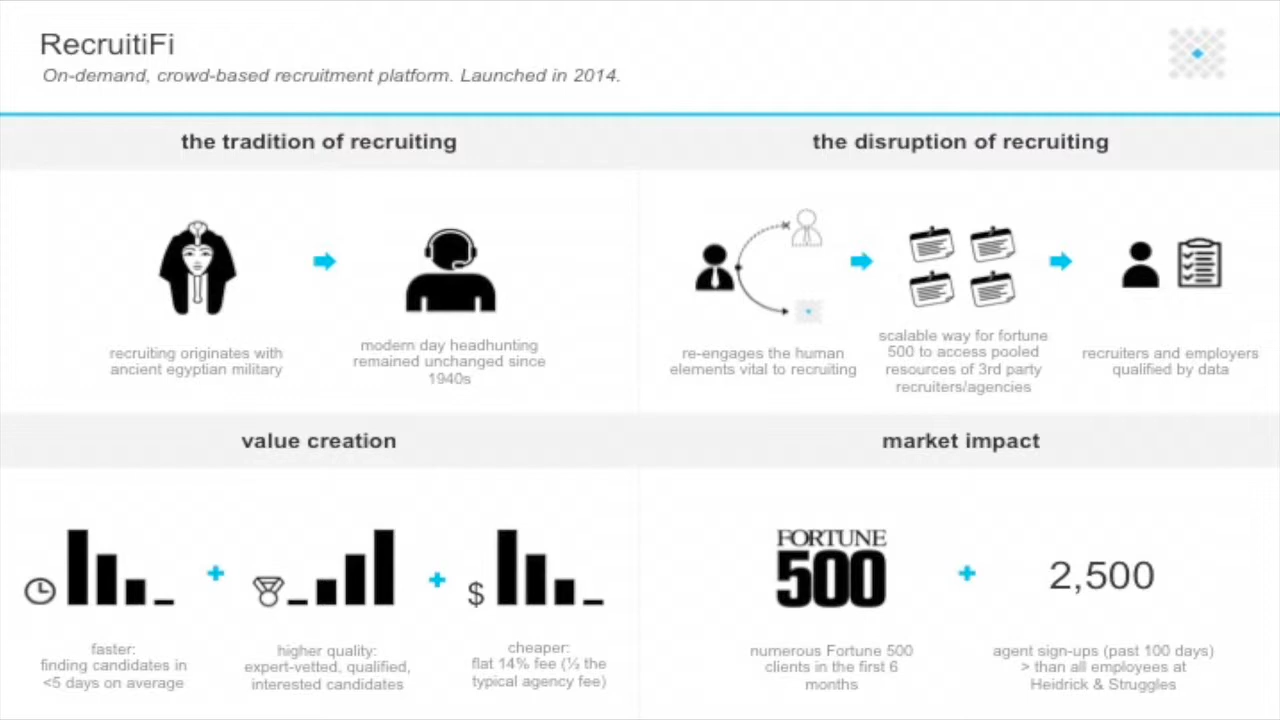 RecruitiFi
On-demand, crowd-based recruitment platform. Launched in 2014.
the tradition of recruiting
recruiting originates with
ancient egyptian military
modern day headhunting
remained unchanged since
1940s
the disruption of recruiting
re-engages the human
elements vital to recruiting
scalable way for fortune
500 to access pooled
resources of 3rd party
recruiters/agencies
recruiters and employers
qualified by data
value creation
$
faster:
finding candidates in
<5 days on average
higher quality:
expert-vetted, qualified,
interested candidates
cheaper:
flat 14% fee (½ the
typical agency fee)
market impact
FORTUNE
500
2,500
numerous Fortune 500
clients in the first 6
months
agent sign-ups (past 100 days)
> than all employees at
Heidrick & Struggles